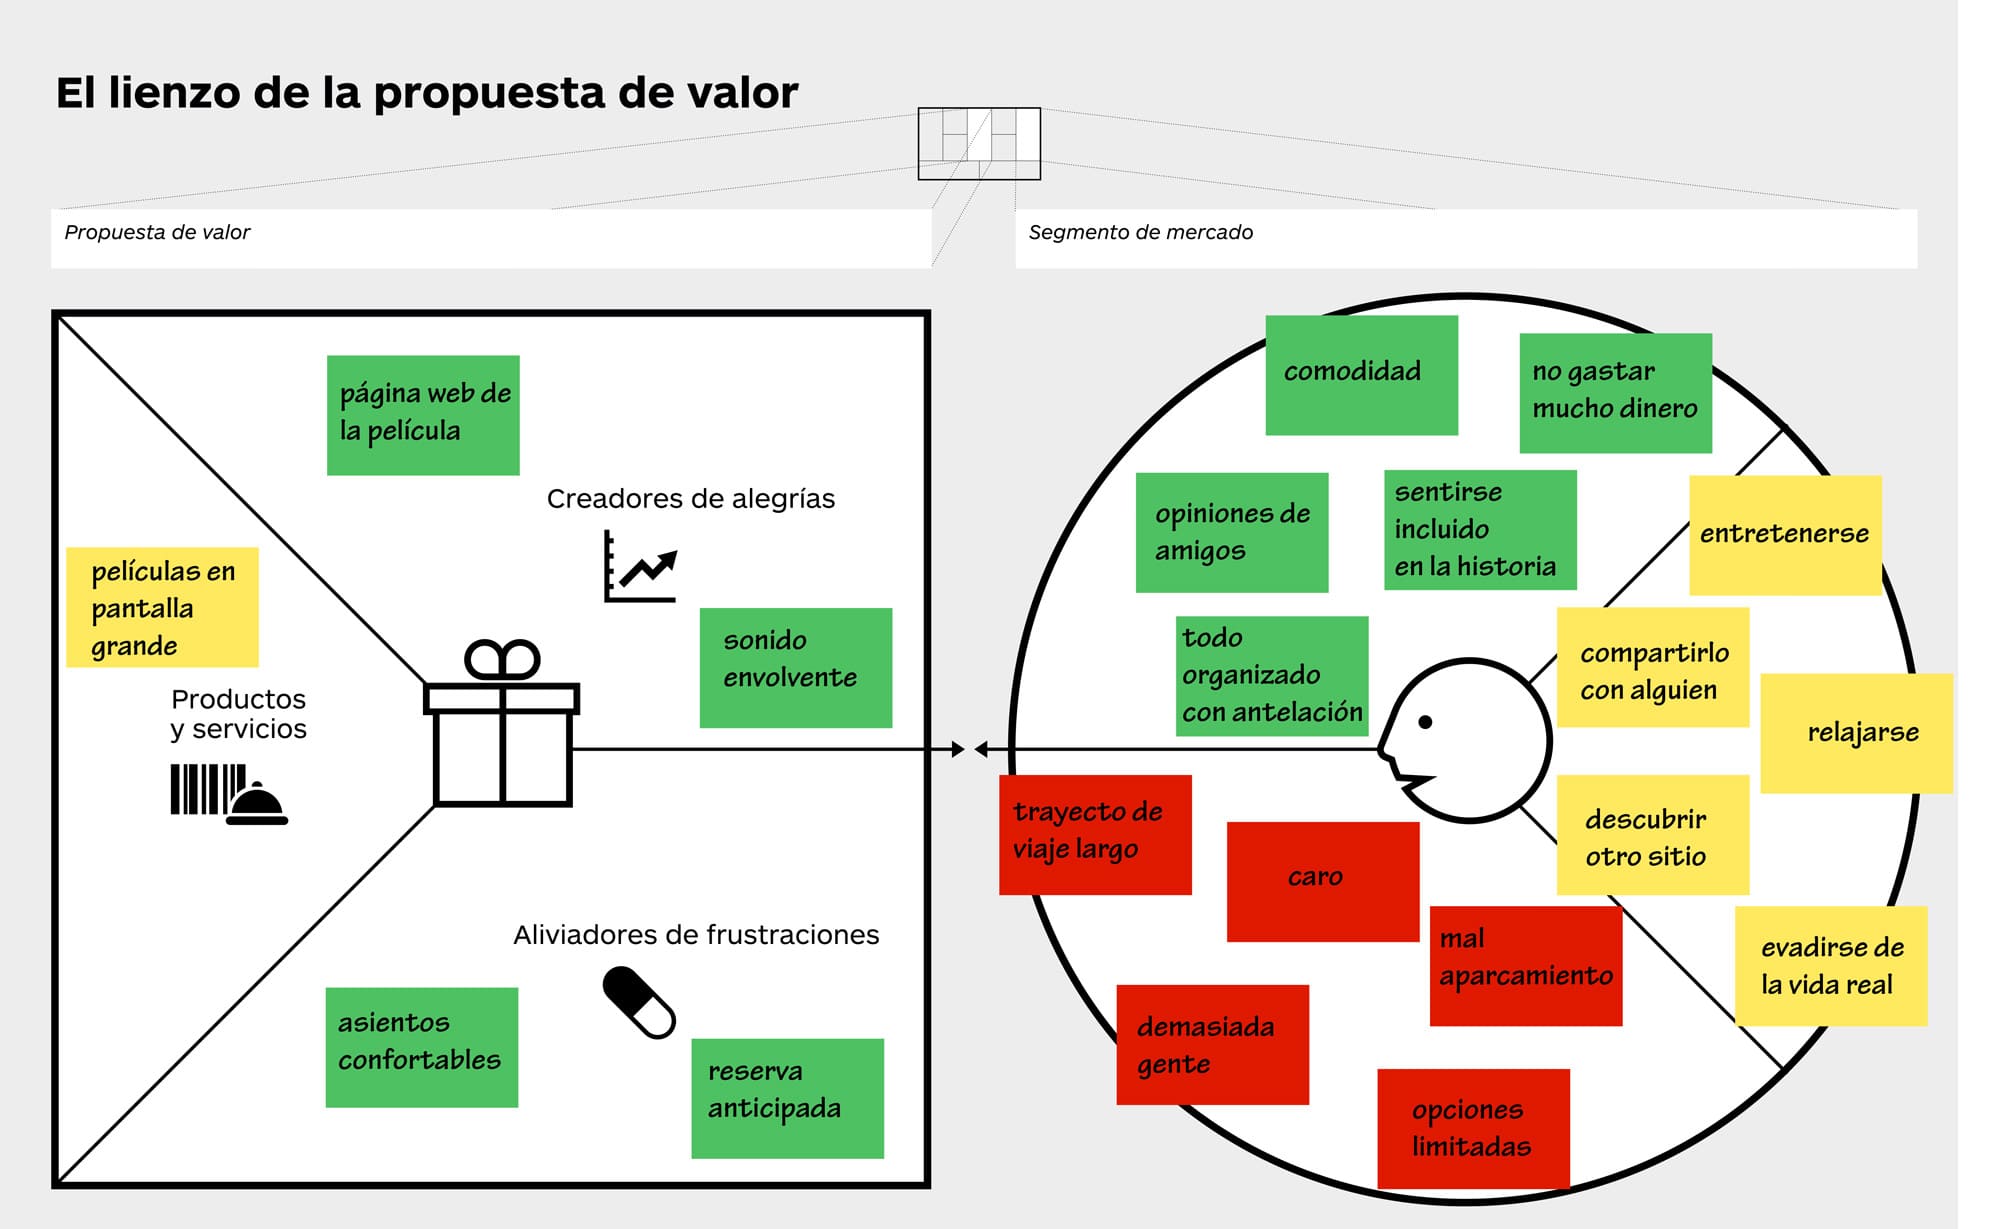 El lienzo de la propuesta de valor
Propuesta de valor
Segmento de mercado
página web de
la película
Creadores de alegrías
películas en
pantalla
grande
sonido
envolvente
Productos
y servicios
Aliviadores de frustraciones
asientos
confortables
reserva
anticipada
comodidad
no gastar
mucho dinero
opiniones de
amigos
sentirse
incluido
en la historia
todo
organizado
con antelación
entretenerse
compartirlo
con alguien
relajarse
descubrir
otro sitio
evadirse de
la vida real
trayecto de
viaje largo
caro
mal
aparcamiento
demasiada
gente
opciones
limitadas